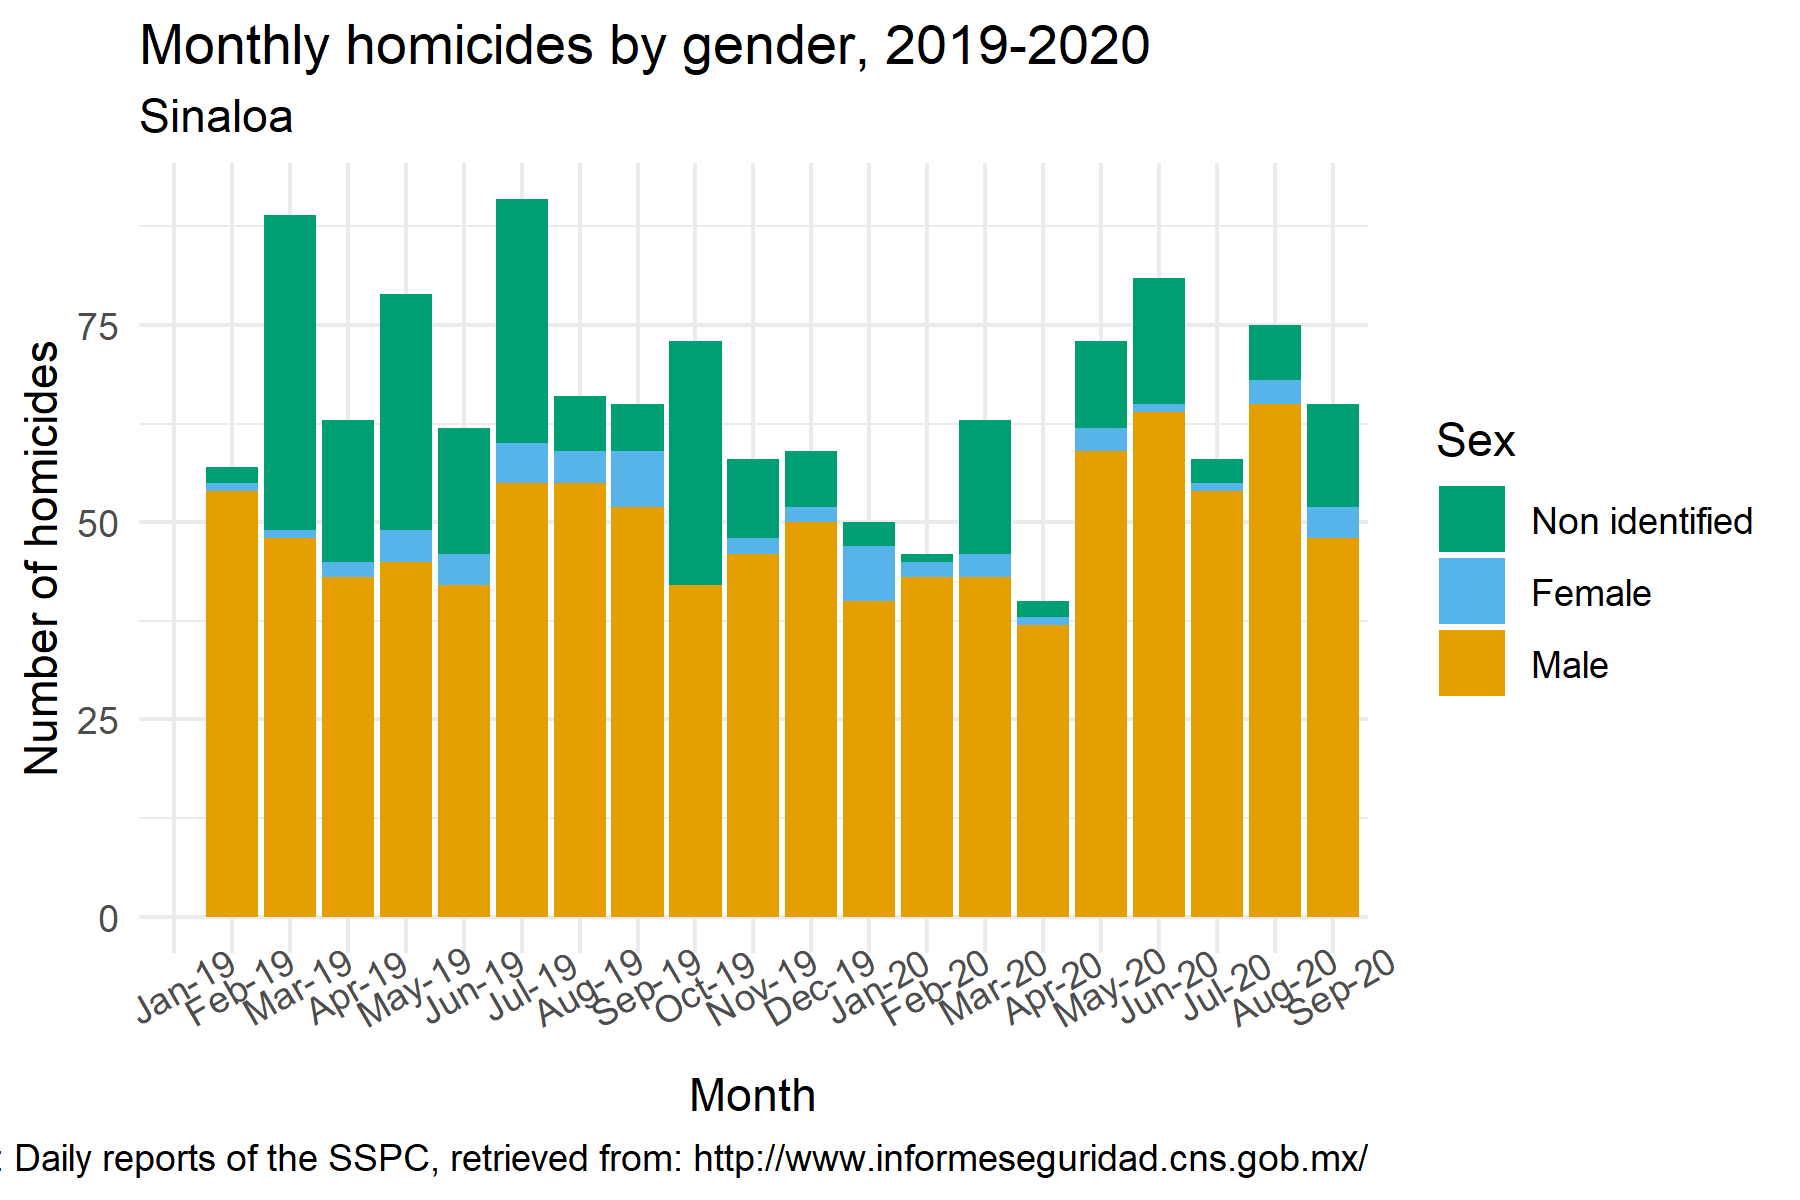 Monthly homicides by gender, 2019-2020
Sinaloa
Number of homicides
75
50
25
0
Jan-19
Feb-19
Mar-19
Apr-19
May-19
Jun-19
Jul-19
Aug-19
Sep-19
Oct-19
Nov-19
Dec-19
Jan-20
Feb-20
Mar-20
Apr-20
May-20
Jun-20
Jul-20
Aug-20
Sep-20
Month
Sex
Non identified
Female
Male
: Daily reports of the SSPC, retrieved from: http://www.informeseguridad.cns.gob.mx/